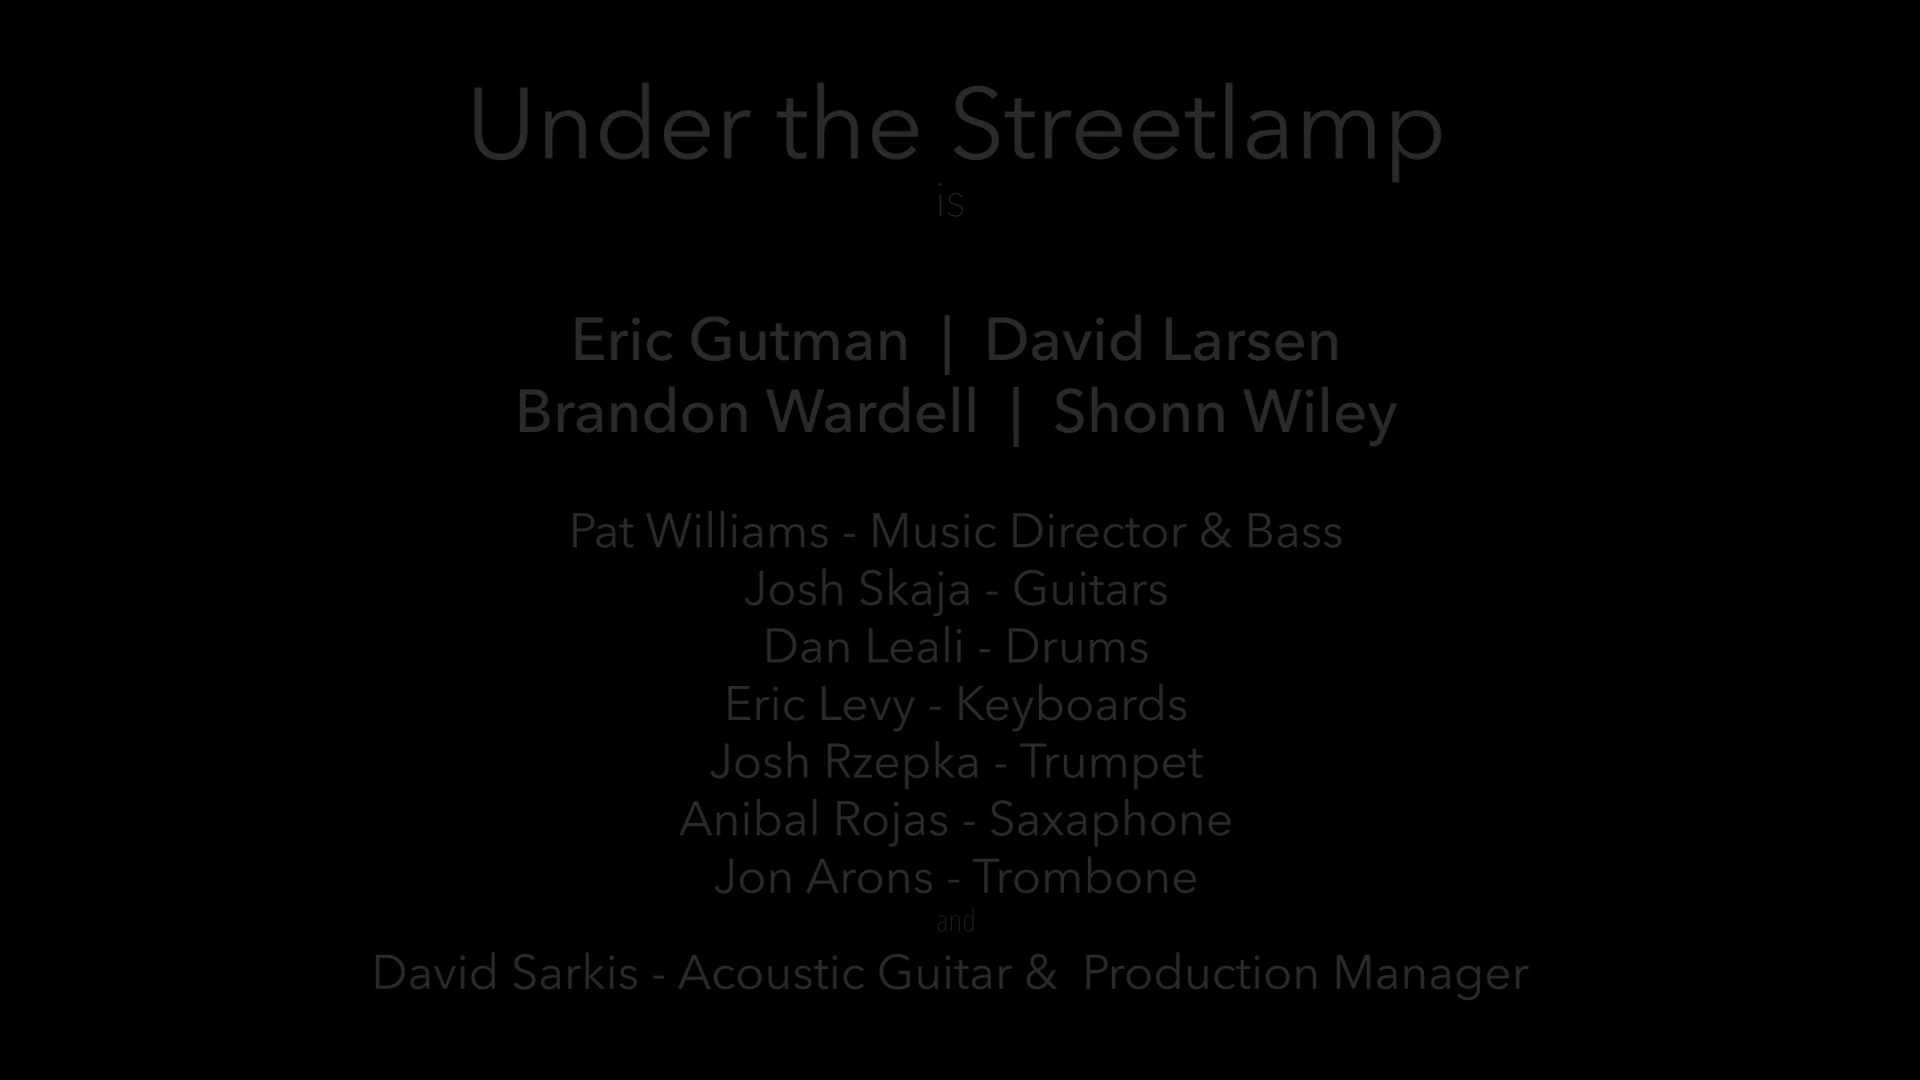 Under the Streetlamp
is
Eric Gutman | David Larsen
Brandon Wardell | Shonn Wiley
Pat Williams - Music Director & Bass
Josh Skaja - Guitars
Dan Leali - Drums
Eric Levy - Keyboards
Josh Rzepka - Trumpet
Anibal Rojas - Saxaphone
Jon Arons - Trombone
and
David Sarkis - Acoustic Guitar &  Production Manager